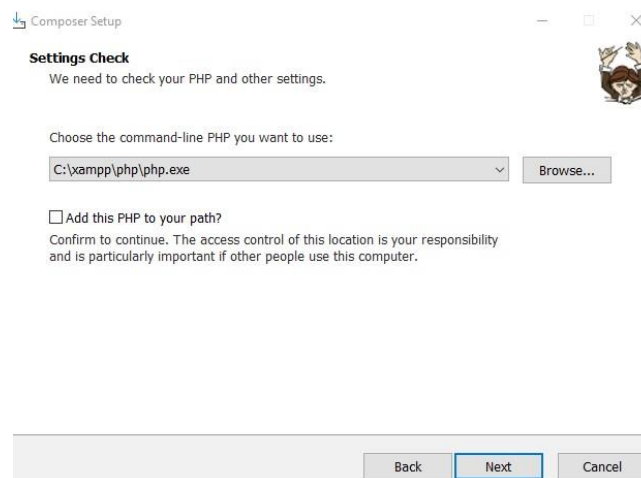 Composer Setup
Settings Check
We need to check your PHP and other settings.
Choose the command-line PHP you want to use:
C:\xampp\php\php.exe
Browse...
Add this PHP to your path?
Confirm to continue. The access control of this location is your responsibility
and is particularly important if other people use this computer.
Back Next Cancel